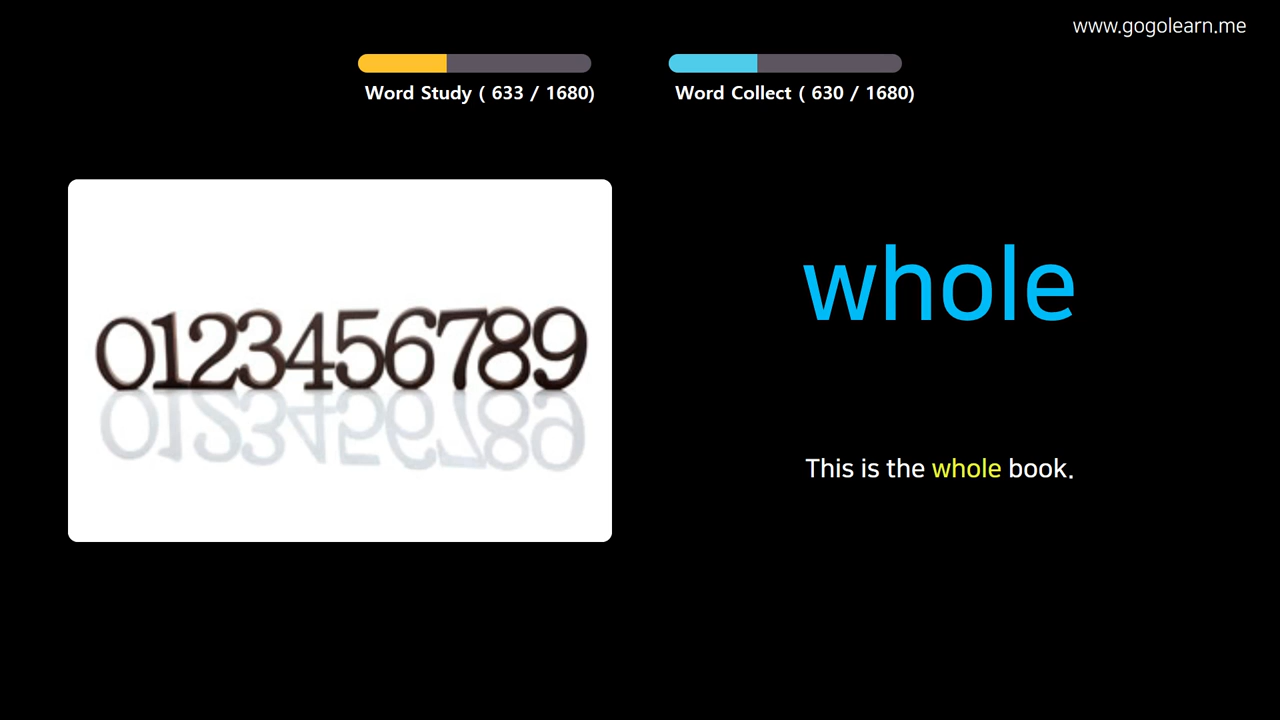 www.gogolearn.me
Word Study ( 633 / 1680)
Word Collect ( 630 / 1680)
0123456789
whole
This is the whole book.